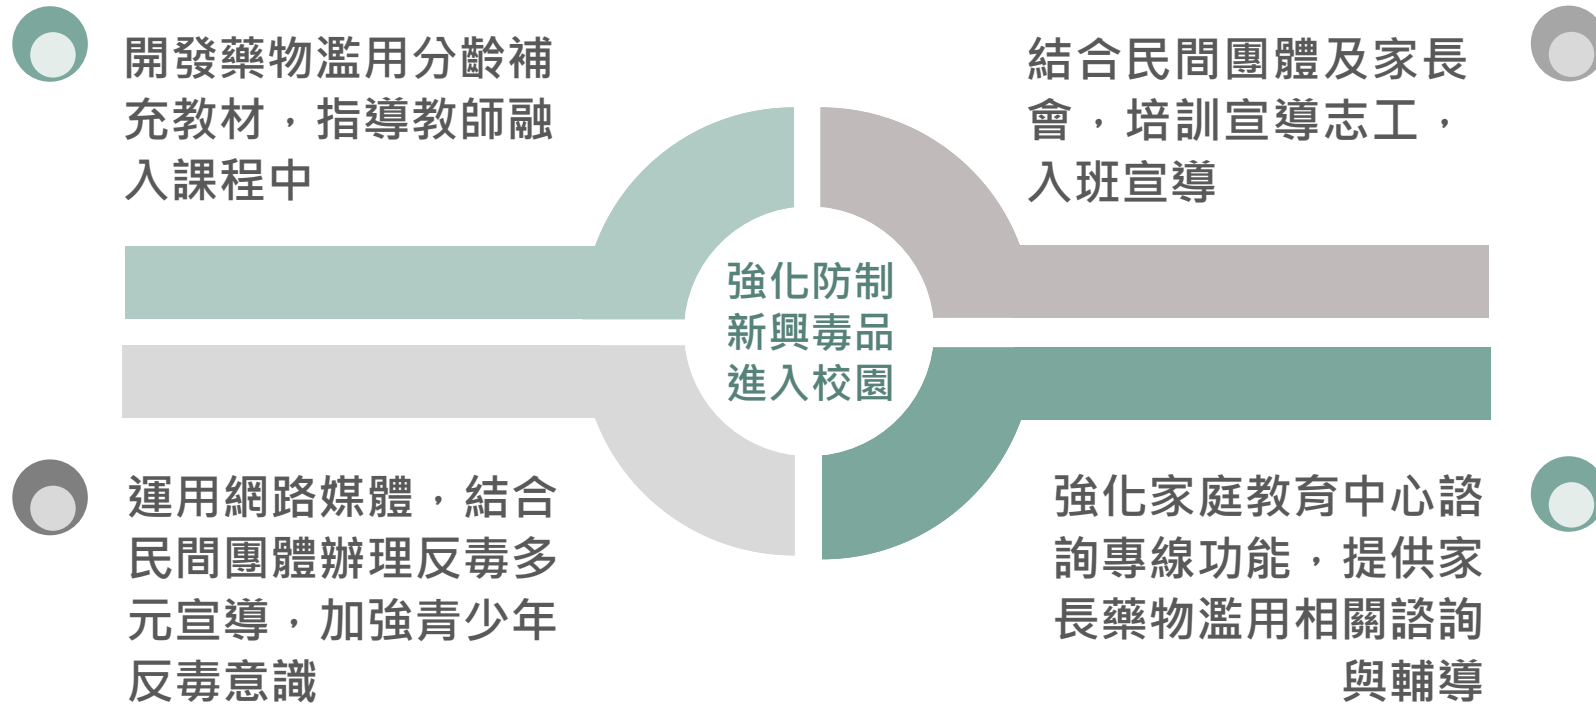 開發藥物濫用分齡補
充教材，指導教師融
入課程中
結合民間團體及家長
會，培訓宣導志工，
入班宣導
強化防制
新興毒品
進入校園
運用網路媒體，結合
民間團體辦理反毒多
元宣導，加強青少年
反毒意識
強化家庭教育中心諮
詢專線功能，提供家
長藥物濫用相關諮詢
與輔導